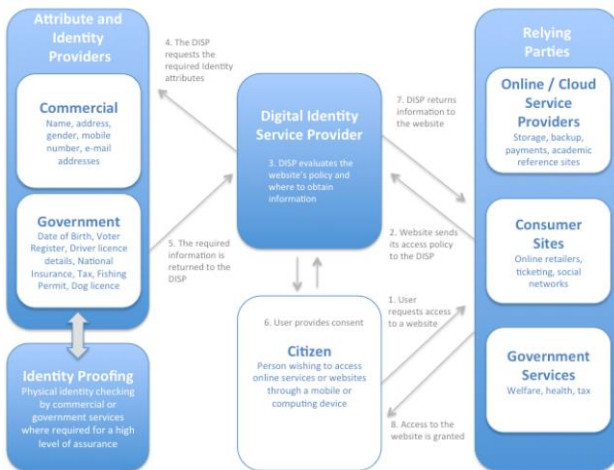 Attribute and
Identity
Providers
Commercial
Name, address,
gender, mobile
number, e-mail
addresses
Government
Date of Birth, Voter
Register, Driver licence
details, National
Insurance, Tax, Fishing
Permit, Dog licence
Identity Proofing
Physical identity checking
by commercial or
government services
where required for a high
level of assurance
4. The DISP
requests the
required Identity
attributes
5. The required
information is
returned to the
DISP
Digital Identity
Service Provider
3. DISP evaluates the
website's policy and
where to obtain
information
6. User provides consent
Citizen
Person wishing to access
online services or websites
through a mobile or
computing device
7. DISP returns
information to
the website
2. Website sends
its access policy
to the DISP
1. User
requests access
to a website
8. Access to the
website is granted
Relying
Parties
Online / Cloud
Service
Providers
Storage, backup,
payments, academic
reference sites
Consumer
Sites
Online retailers,
ticketing, social
networks
Government
Services
Welfare, health, tax